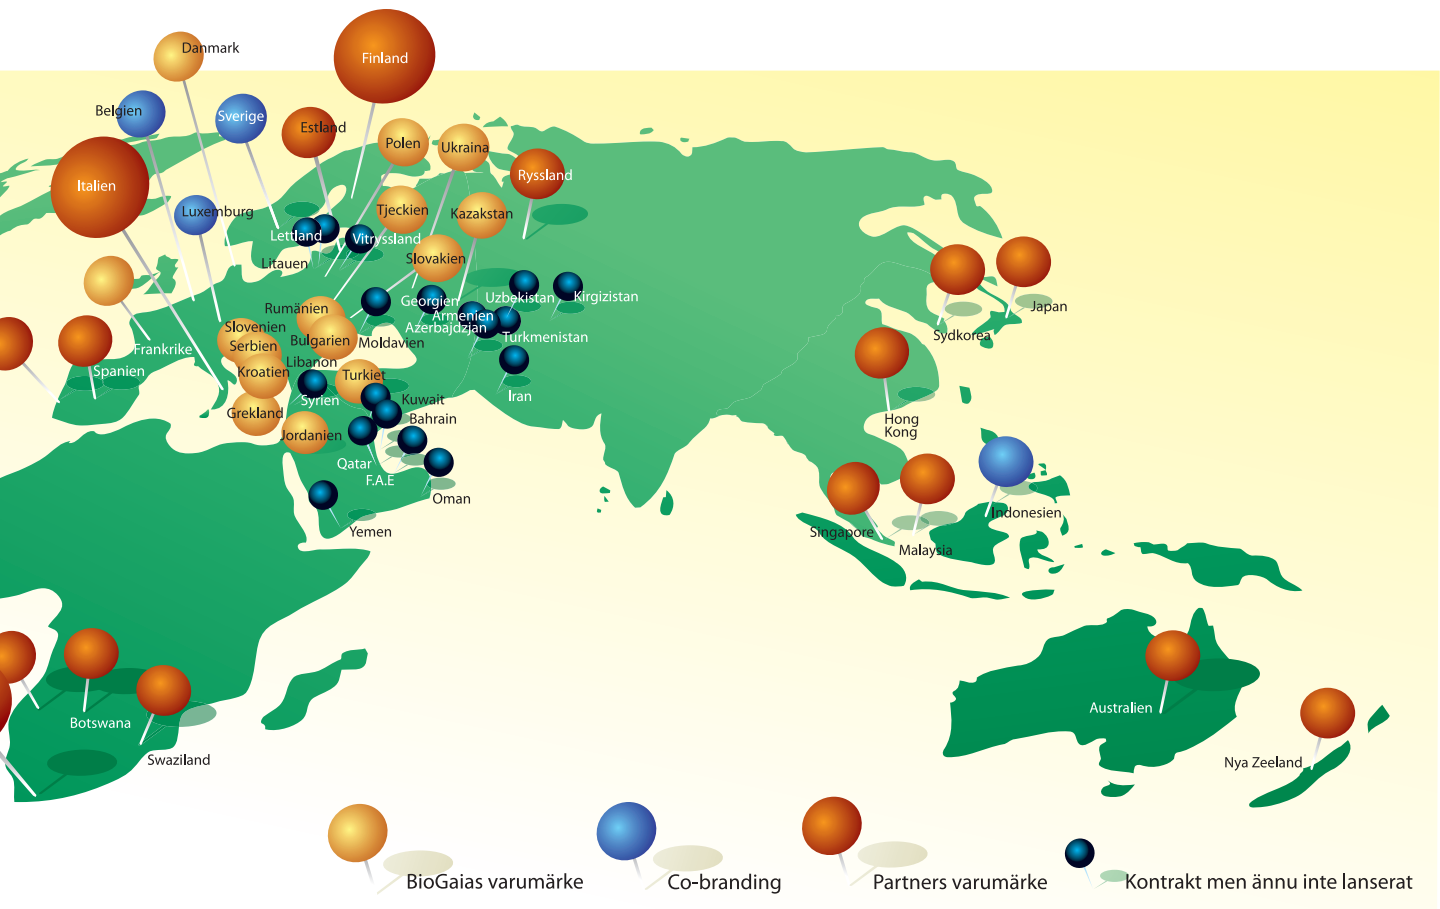 Danmark
Finland
Belgien
Sverige
Estland
Polen
Ukraina
Ryssland
Italien
Luxemburg
Tjeckien
Kazakstan
Lettland
Vitryssland
Litauen
Slovakien
Georgien
Uzbekistan
Kirgizistan
Rumänien
Armenien
Azerbajdzjan
Turkmenistan
Slovenien
Serbien
Bulgarien
Moldavien
Frankrike
Spanien
Kroatien
Libanon
Turkiet
Syrien
Kuwait
Iran
Grekland
Bahrain
Jordanien
Qatar
F.A.E
Oman
Yemen
Japan
Sydkorea
Hong
Kong
Indonesien
Singapore
Malaysia
Botswana
Swaziland
Australien
Nya Zeeland
BioGaias varumärke
Co-branding
Partners varumärke
Kontrakt men ännu inte lanserat